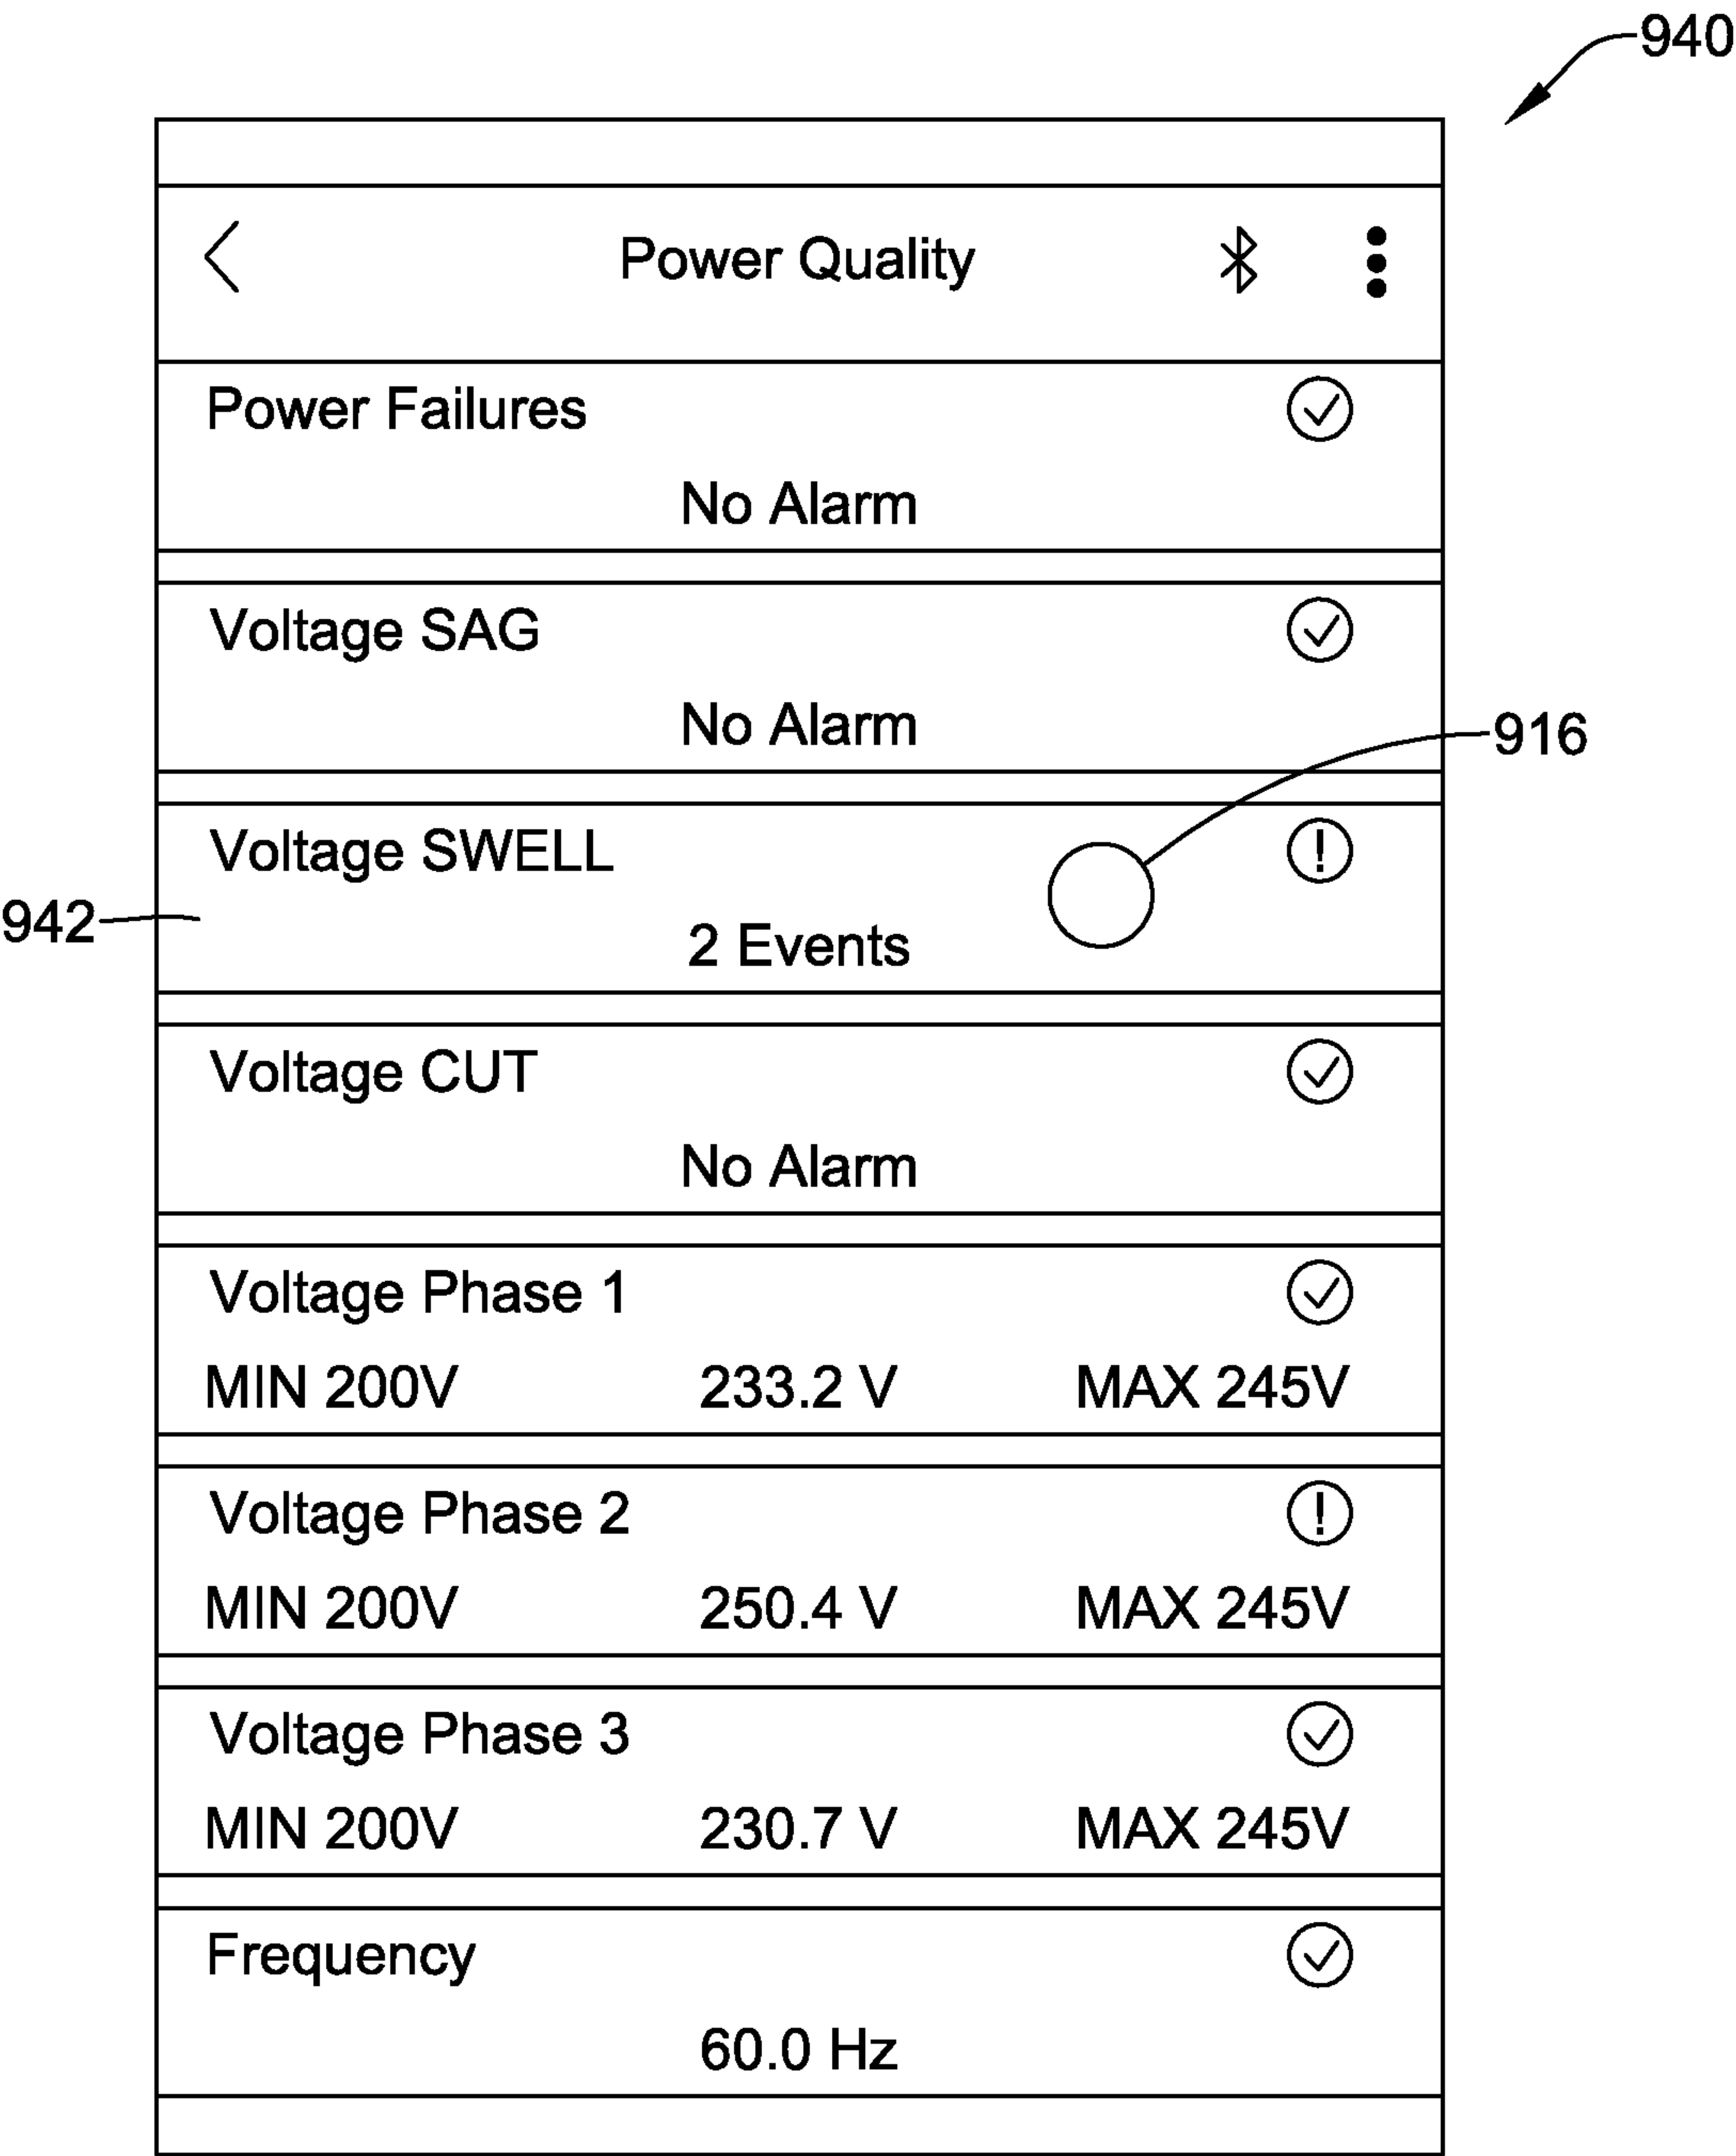 940
Power Quality
Power Failures
No Alarm
Voltage SAG
No Alarm
916
Voltage SWELL
942
2 Events
Voltage CUT
No Alarm
Voltage Phase 1
MIN 200V 233.2 V MAX 245V
Voltage Phase 2
MIN 200V 250.4 V MAX 245V
Voltage Phase 3
MIN 200V 230.7 V MAX 245V
Frequency
60.0 Hz